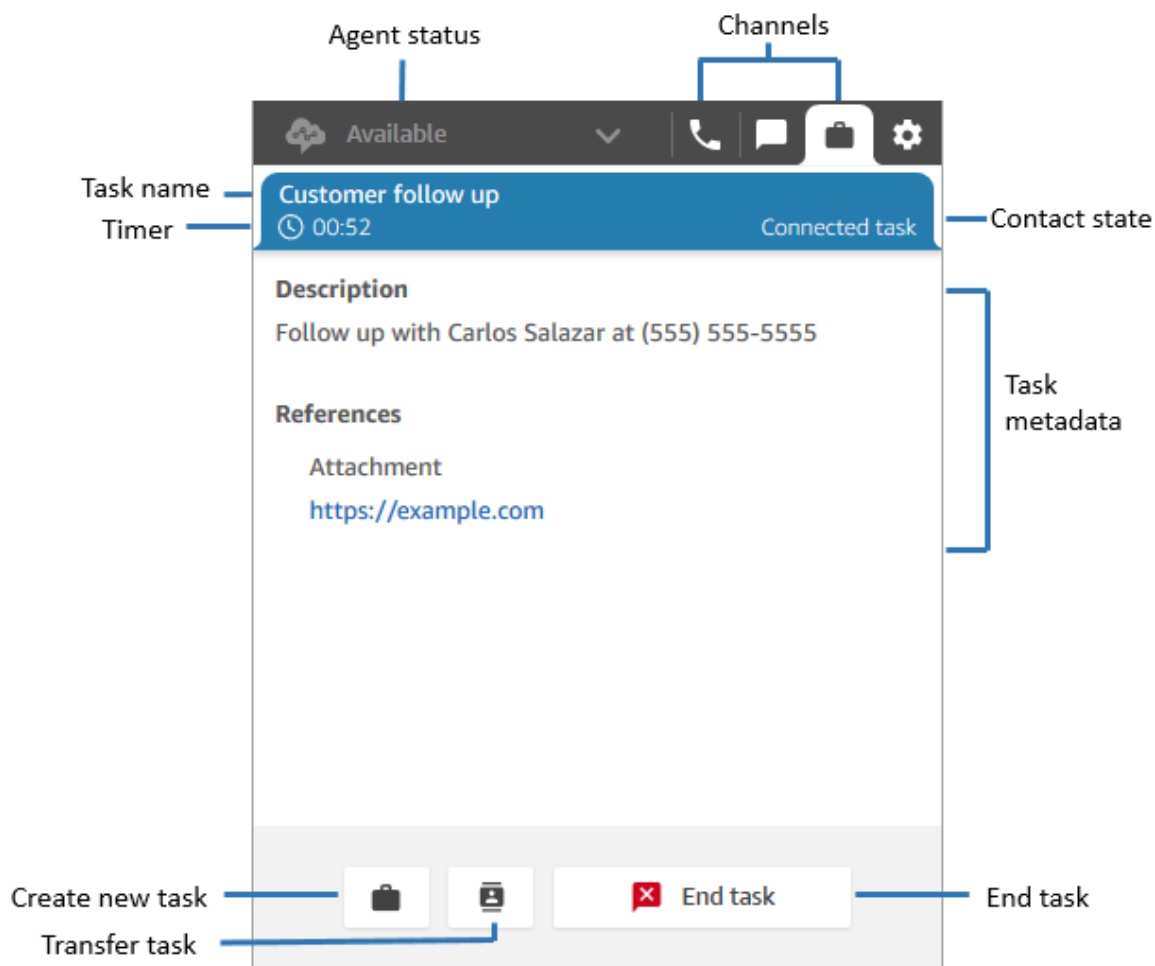 Agent status
Channels
Available
Task name
Customer follow up
Timer
00:52
Connected task
Contact state
Description
Follow up with Carlos Salazar at (555) 555-5555
Task
metadata
References
Attachment
https://example.com
Create new task
End task
End task
Transfer task